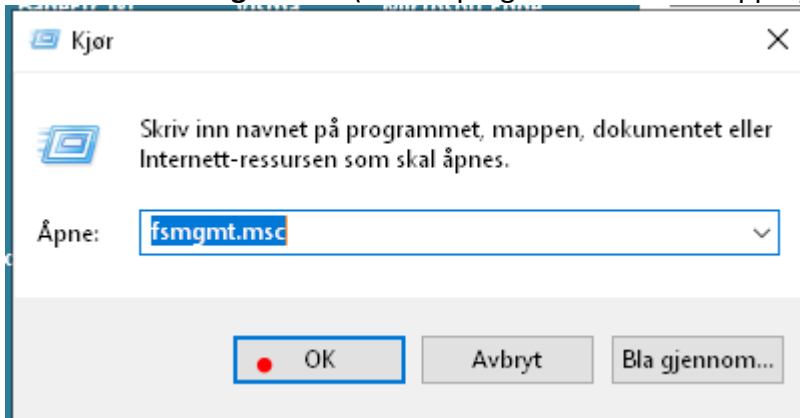 Kjør
Skriv inn navnet på programmet, mappen, dokumentet eller
Internett-ressursen som skal åpnes.
Åpne: fsmgmt.msc
OK Avbryt Bla gjennom...